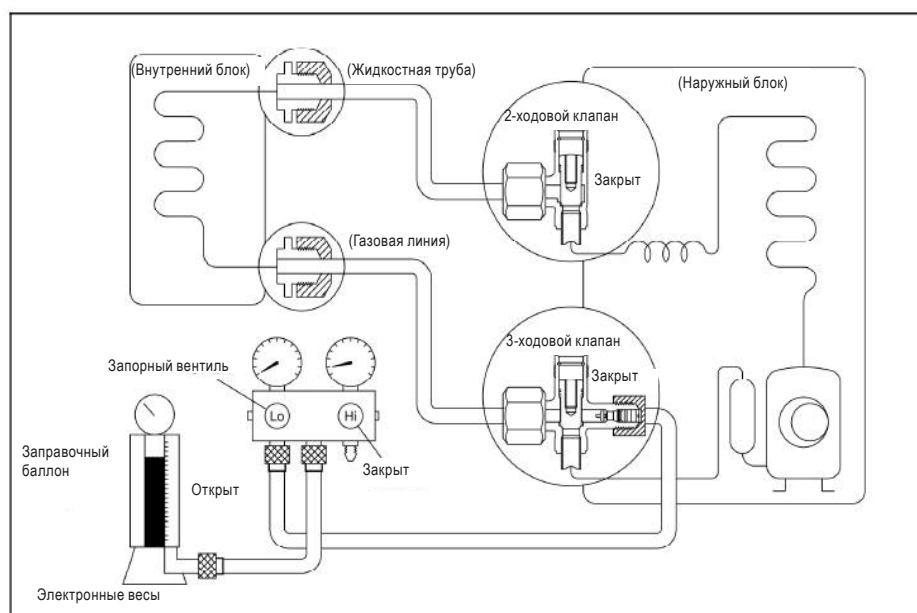 (Внутренний блок)
(Жидкостная труба)
(Наружный блок)
2-ходовой клапан
Закрыт
(Газовая линия)
3-ходовой клапан
Закрыт
Запорный вентиль
Lo
Hi
Заправочный
баллон
Закрыт
Открыт
Электронные весы